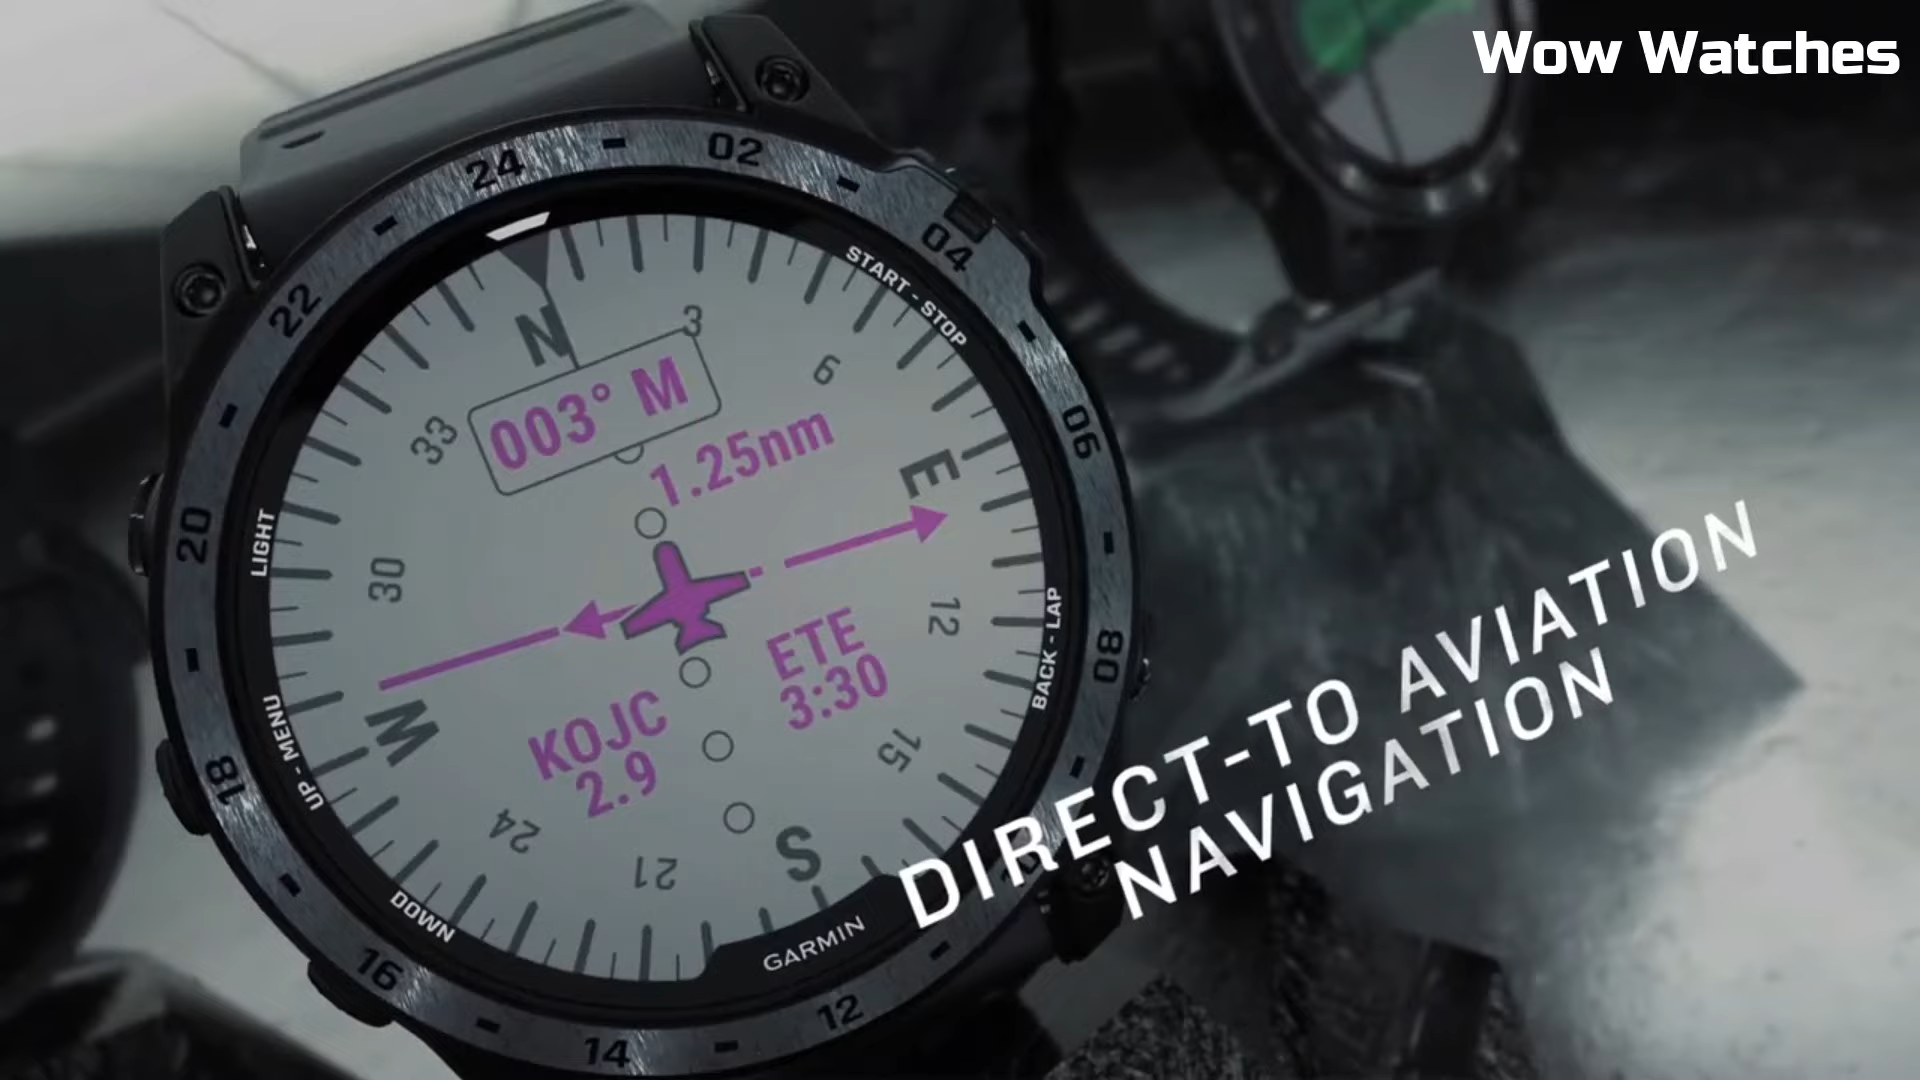 Wow Watches
24
02
04
06
08
12
14
16
18
20
22
START - STOP
LIGHT
UP - MENU
DOWN
BACK - LAP
GARMIN
N
3
6
E
12
15
S
21
24
W
30
33
003° M
1.25nm
ETE
3:30
KOJC
2.9
DIRECT-TO AVIATION
NAVIGATION